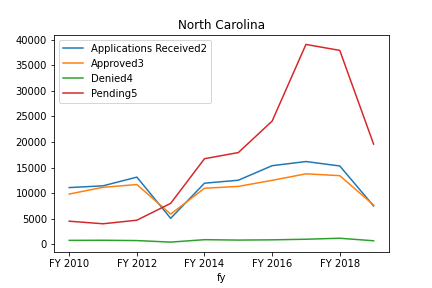 North Carolina
40000
35000
30000
25000
20000
15000
10000
5000
0
Applications Received2
Approved3
Denied4
Pending5
FY 2010 FY 2012 FY 2014 FY 2016 FY 2018
fy